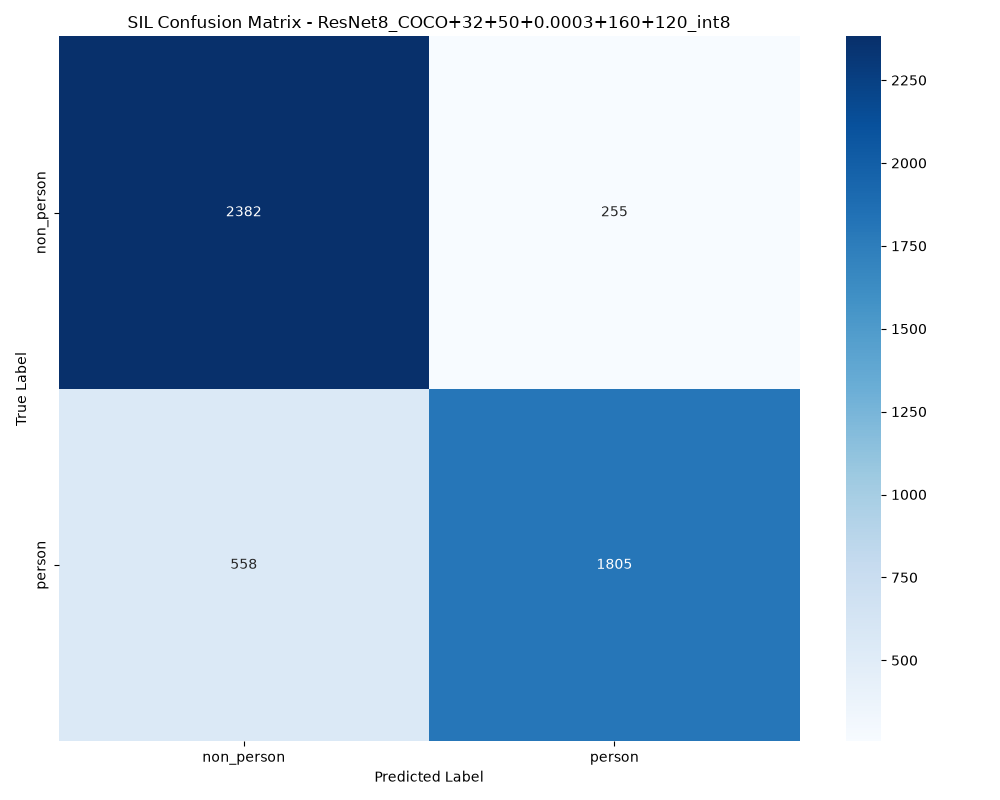 SIL Confusion Matrix - ResNet8_COCO+32+50+0.0003+160+120_int8
True Label
non_person
person
2382
255
558
1805
non_person
person
Predicted Label
2250
2000
1750
1500
1250
1000
750
500